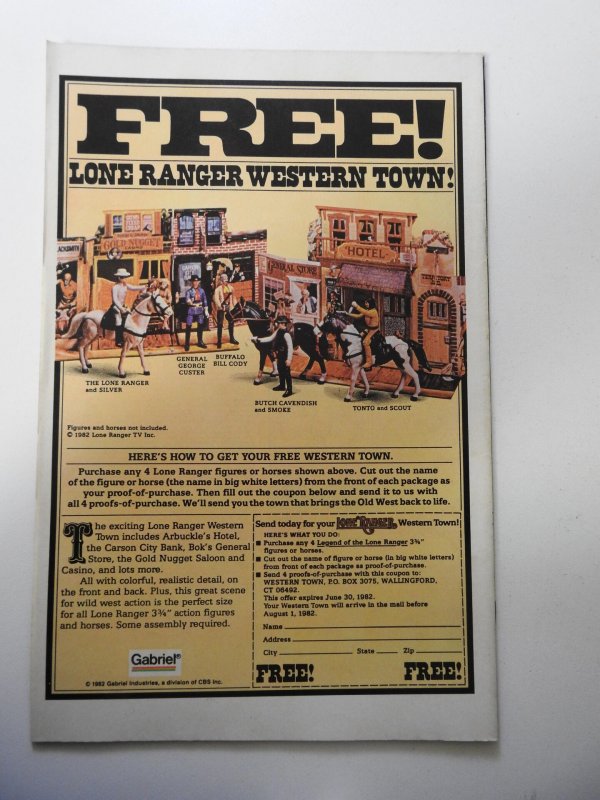 FREE!
LONE RANGER WESTERN TOWN!
BLACKSMITH
GOLD NUGGET
GENERAL STORE
HOTEL
THE LONE RANGER
and SILVER
GENERAL
GEORGE
CUSTER
BUFFALO
BILL CODY
BUTCH CAVENDISH
and SMOKE
TONTO and SCOUT
Figures and horses not included.
© 1982 Lone Ranger TV Inc.
HERE'S HOW TO GET YOUR FREE WESTERN TOWN.
Purchase any 4 Lone Ranger figures or horses shown above. Cut out the name
of the figure or horse (the name in big white letters) from the front of each package as
your proof-of-purchase. Then fill out the coupon below and send it to us with
all 4 proofs-of-purchase. We'll send you the town that brings the Old West back to life.
The exciting Lone Ranger Western
Town includes Arbuckle's Hotel,
the Carson City Bank, Bok's General
Store, the Gold Nugget Saloon and
Casino, and lots more.
All with colorful, realistic detail, on
the front and back. Plus, this great scene
for wild west action is the perfect size
for all Lone Ranger 3¾" action figures
and horses. Some assembly required.
Gabriel®
© 1982 Gabriel Industries, a division of CBS Inc.
Send today for your LONE RANGER Western Town!
HERE'S WHAT YOU DO:
■ Purchase any 4 Legend of the Lone Ranger 3¾"
figures or horses.
■ Cut out the name of figure or horse (in big white letters)
from front of each package as proof-of-purchase.
■ Send 4 proofs-of-purchase with this coupon to:
WESTERN TOWN, P.O. BOX 3075, WALLINGFORD,
CT 06492.
This offer expires June 30, 1982.
Your Western Town will arrive in the mail before
August 1, 1982.
Name
Address
City State Zip
FREE! FREE!